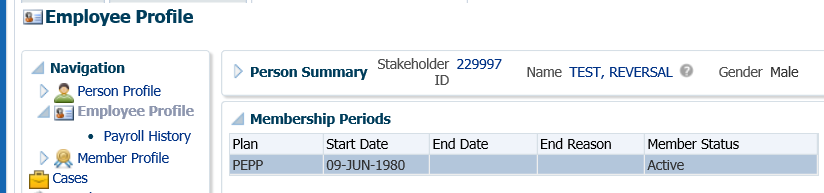 Employee Profile
Navigation
Person Profile
Employee Profile
Payroll History
Member Profile
Cases
Person Summary Stakeholder ID 229997 Name TEST, REVERSAL Gender Male
Membership Periods
Plan Start Date End Date End Reason Member Status
PEPP 09-JUN-1980 Active